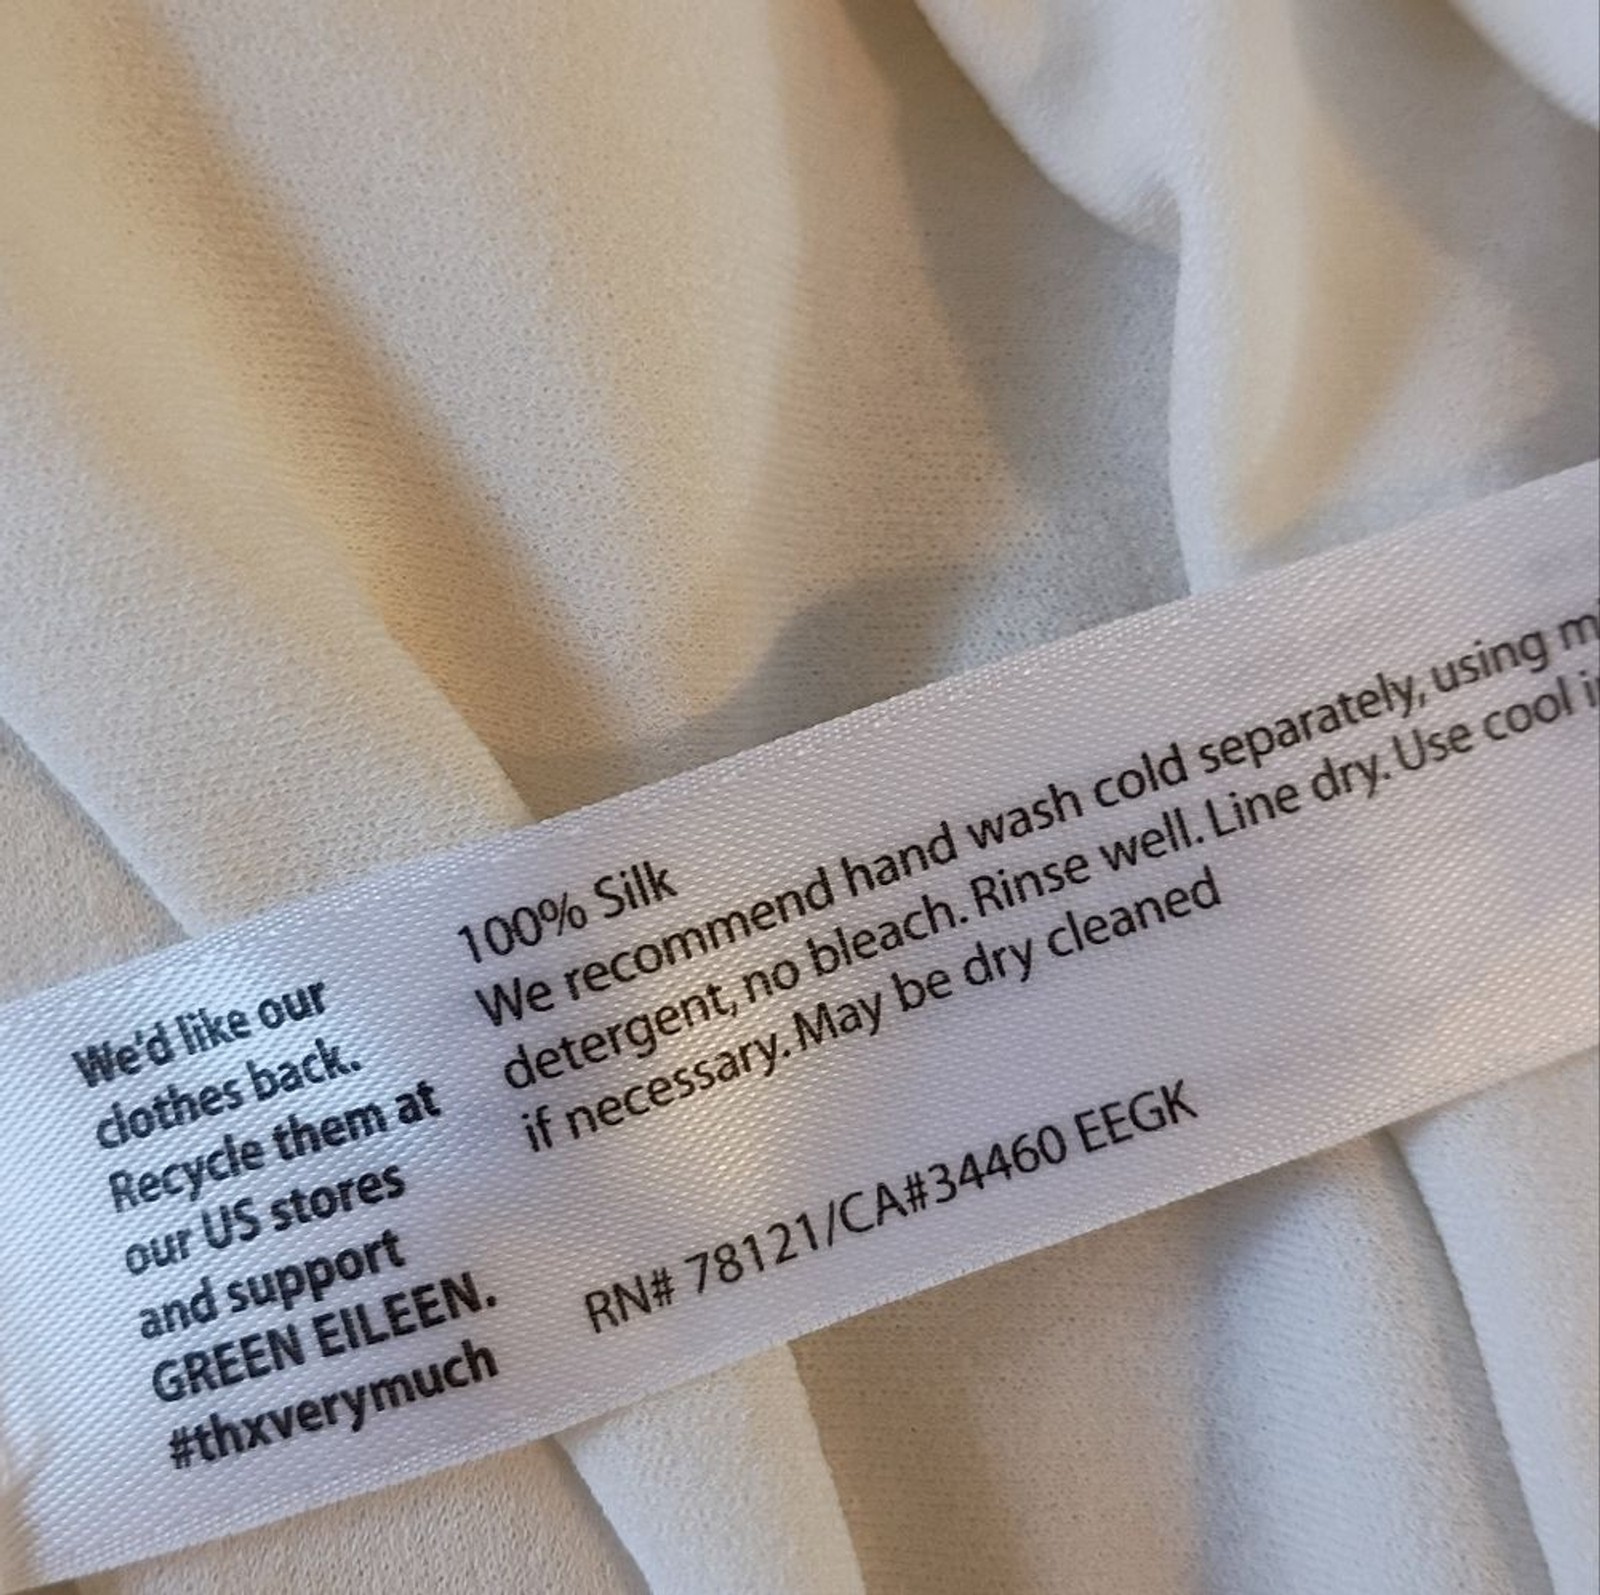 We'd like our
clothes back.
Recycle them at
our US stores
and support
GREEN EILEEN.
#thxverymuch
100% Silk
We recommend hand wash cold separately, using
detergent, no bleach. Rinse well. Line dry. Use cool
if necessary. May be dry cleaned
RN# 78121/CA#34460 EEGK